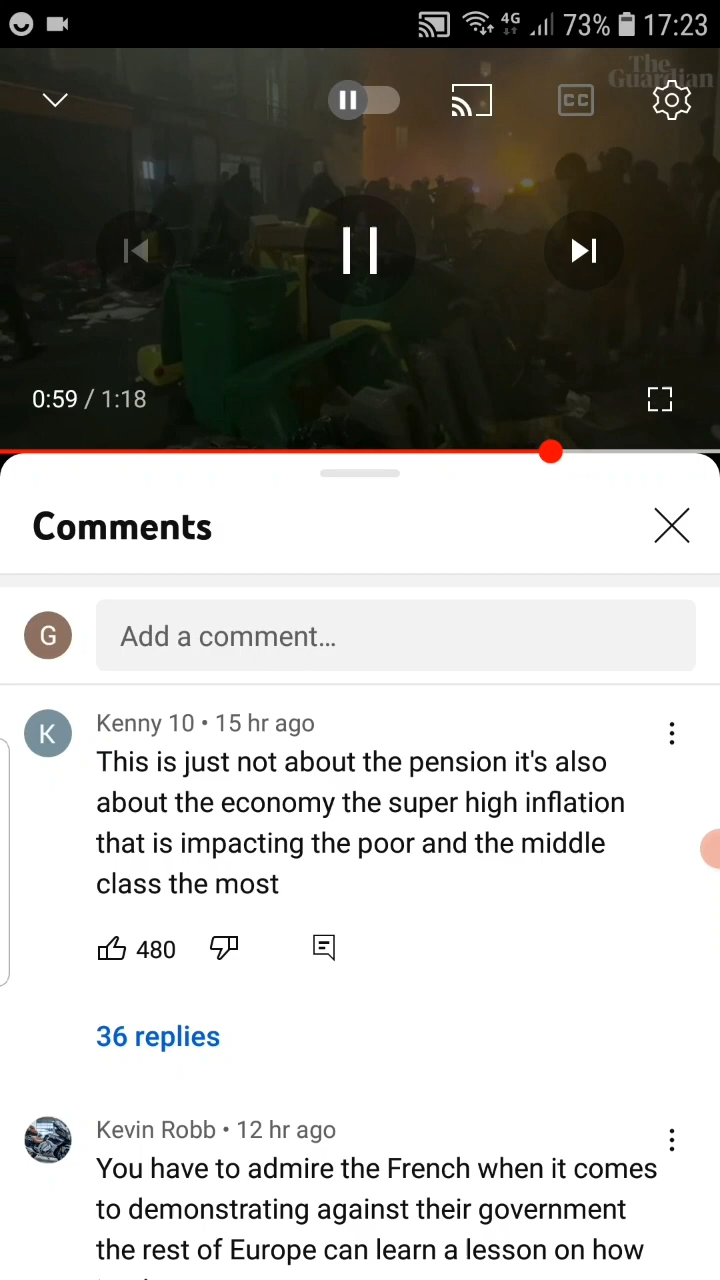 4G 73% 17:23
The
Guardian
CC
0:59 / 1:18
Comments
G
Add a comment...
K
Kenny 10 • 15 hr ago
This is just not about the pension it's also
about the economy the super high inflation
that is impacting the poor and the middle
class the most
480
36 replies
Kevin Robb • 12 hr ago
You have to admire the French when it comes
to demonstrating against their government
the rest of Europe can learn a lesson on how